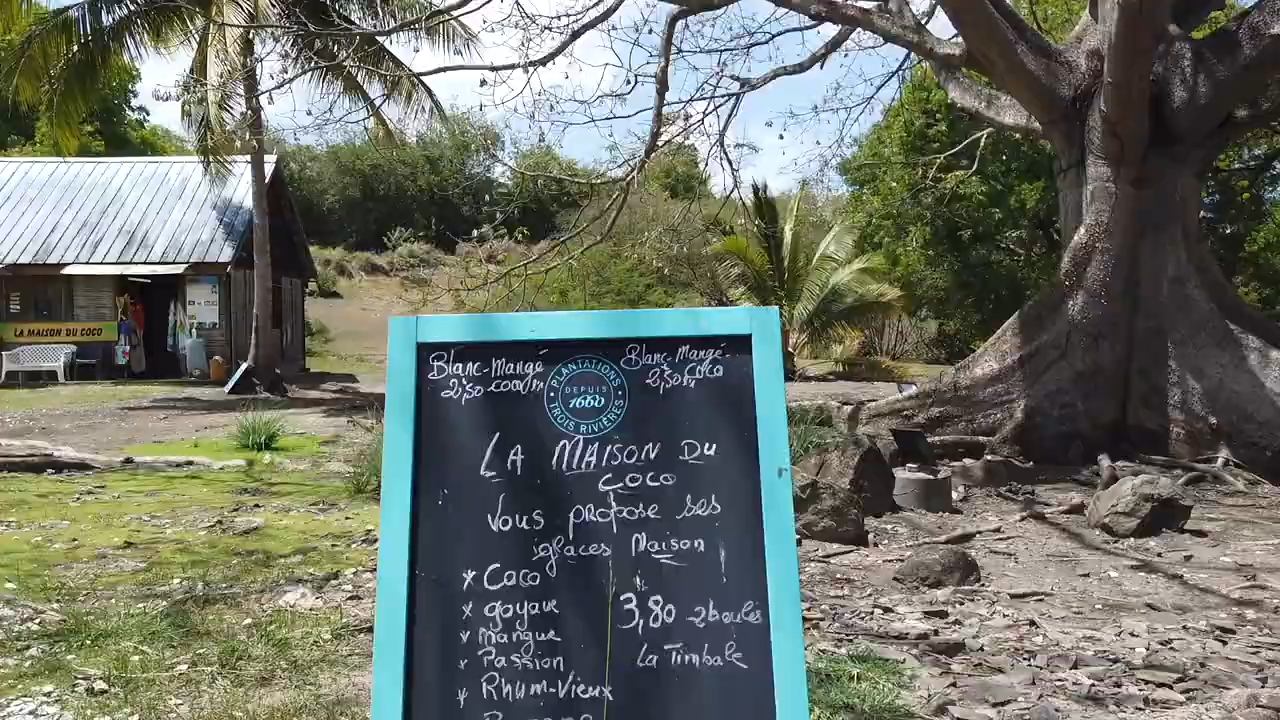 LA MAISON DU COCO
Blanc-Mangé
2,50 coco
Blanc-Mangé
Coco
2,50
PLANTATIONS
DEPUIS
1660
TROIS RIVIÈRES
LA MAISON DU
COCO
Vous propose ses
glaces Maison
* Coco
* goyave
* Mangue
* Passion
* Rhum-Vieux
3,80 2 boules
La Timbale